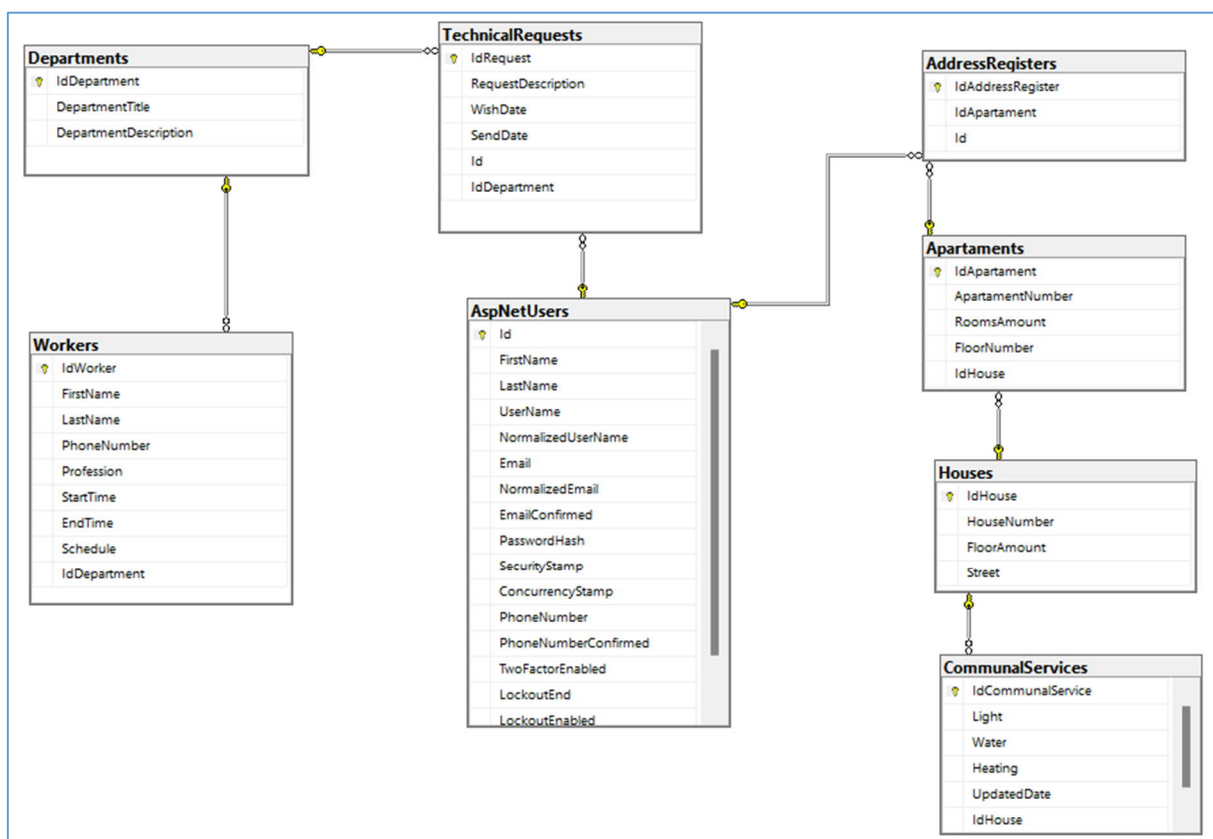 Departments
IdDepartment
DepartmentTitle
DepartmentDescription
TechnicalRequests
IdRequest
RequestDescription
WishDate
SendDate
Id
IdDepartment
AddressRegisters
IdAddressRegister
IdApartament
Id
Workers
IdWorker
FirstName
LastName
PhoneNumber
Profession
StartTime
EndTime
Schedule
IdDepartment
AspNetUsers
Id
FirstName
LastName
UserName
NormalizedUserName
Email
NormalizedEmail
EmailConfirmed
PasswordHash
SecurityStamp
ConcurrencyStamp
PhoneNumber
PhoneNumberConfirmed
TwoFactorEnabled
LockoutEnd
LockoutEnabled
Apartaments
IdApartament
ApartamentNumber
RoomsAmount
FloorNumber
IdHouse
Houses
IdHouse
HouseNumber
FloorAmount
Street
CommunalServices
IdCommunalService
Light
Water
Heating
UpdatedDate
IdHouse